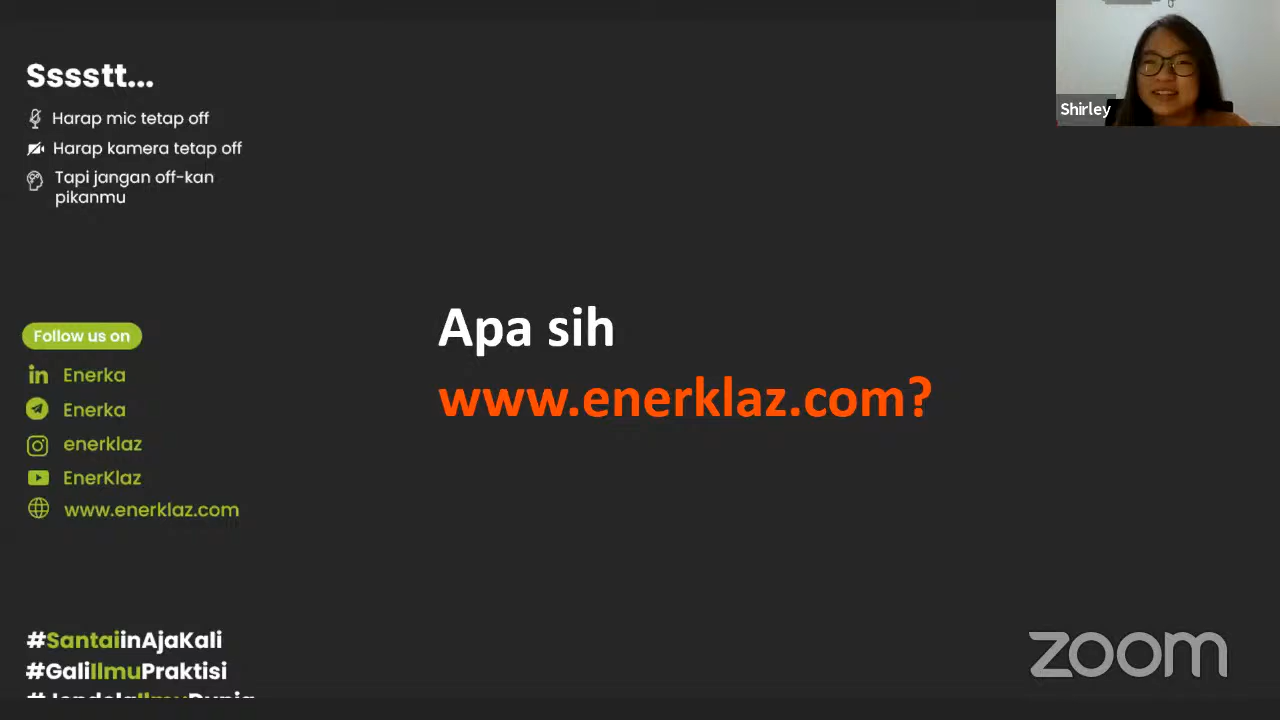 Sssstt...
Harap mic tetap off
Harap kamera tetap off
Tapi jangan off-kan
pikanmu
Follow us on
Enerka
Enerka
enerklaz
EnerKlaz
www.enerklaz.com
#SantaiinAjaKali
#GaliIlmuPraktisi
#JendelaIlmuDunia
Apa sih
www.enerklaz.com?
Shirley
zoom